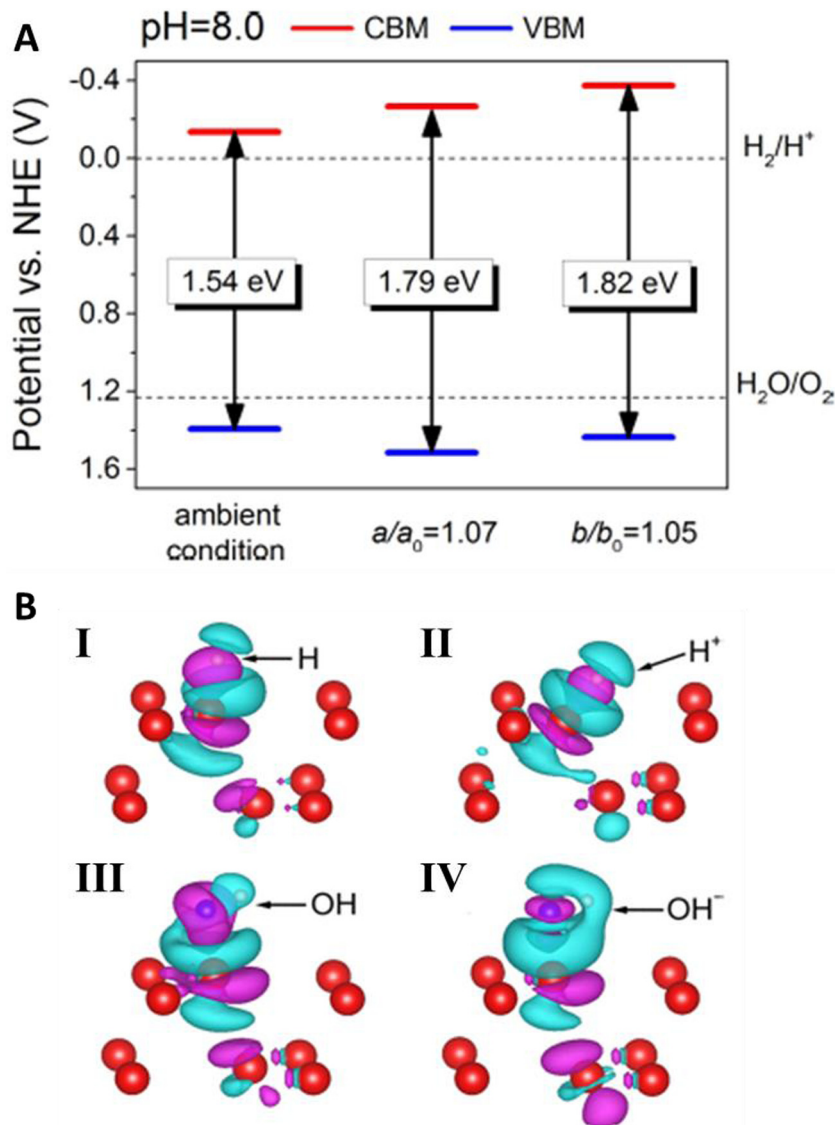 A
pH=8.0 CBM VBM
Potential vs. NHE (V)
-0.4
0.0
0.4
0.8
1.2
1.6
H₂/H⁺
H₂O/O₂
1.54 eV
1.79 eV
1.82 eV
ambient
condition
a/a₀=1.07
b/b₀=1.05
B
I
H
II
H⁺
III
OH
IV
OH⁻